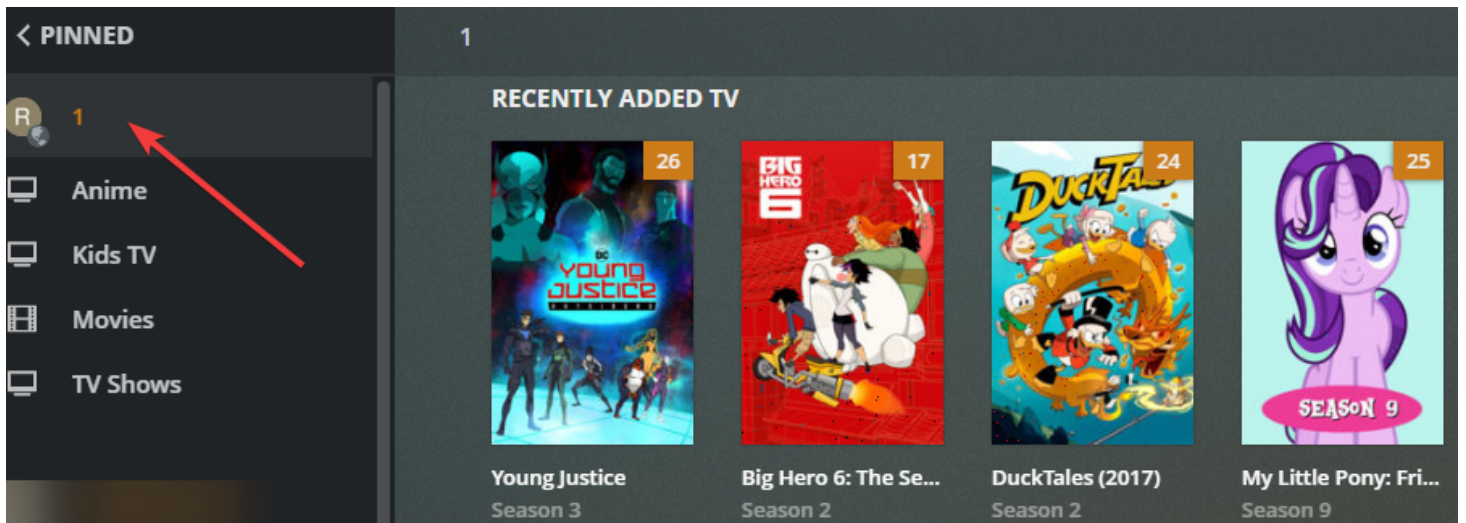 PINNED
1
R
1
Anime
Kids TV
Movies
TV Shows
RECENTLY ADDED TV
26
17
24
25
DC
YOUNG
JUSTICE
OUTSIDERS
BIG
HERO
6
DUCKTALES
SEASON 9
Young Justice
Season 3
Big Hero 6: The Se...
Season 2
DuckTales (2017)
Season 2
My Little Pony: Fri...
Season 9